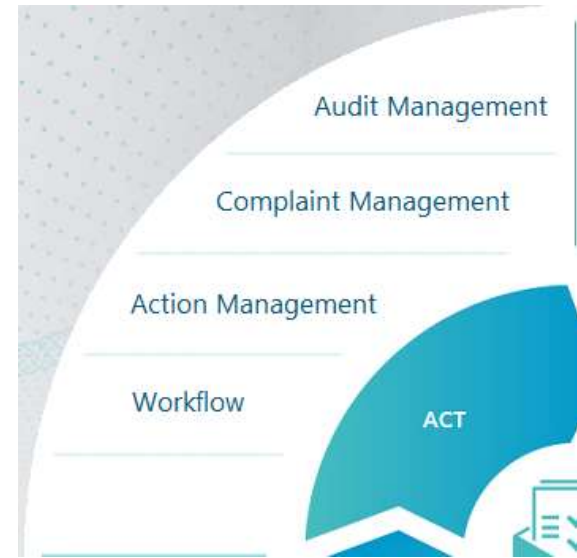 Audit Management
Complaint Management
Action Management
Workflow
ACT